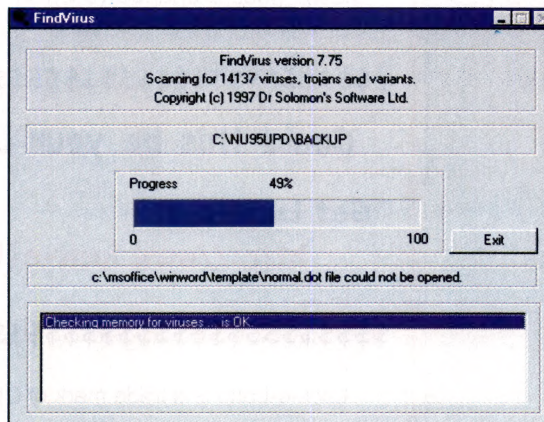 FindVirus
FindVirus version 7.75
Scanning for 14137 viruses, trojans and variants.
Copyright (c) 1997 Dr Solomon's Software Ltd.
C:\NU95UPD\BACKUP
Progress 49%
0 100
Exit
c:\msoffice\winword\template\normal.dot file could not be opened.
Checking memory for viruses ... is OK.